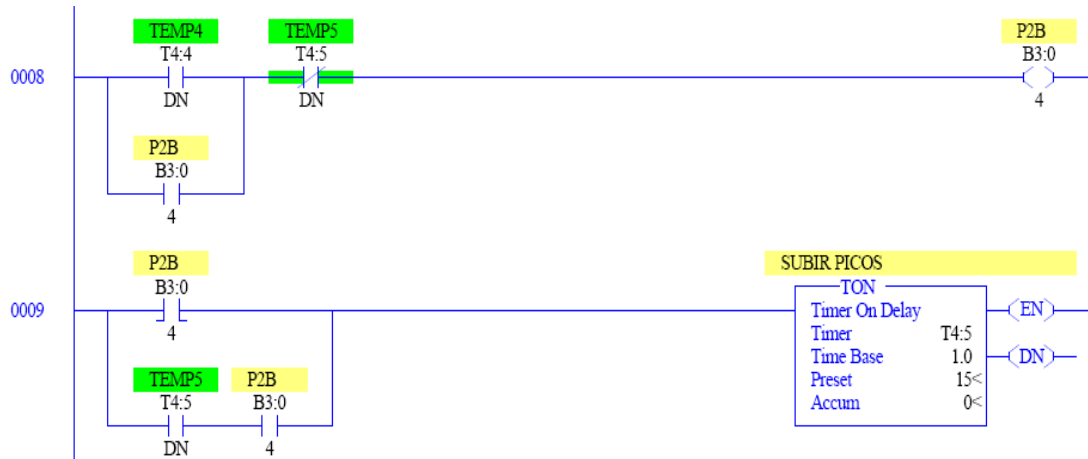 TEMP4 TEMP5 P2B
T4:4 T4:5 B3:0
0008
DN DN 4
P2B
B3:0
4
P2B SUBIR PICOS
B3:0 TON
0009 Timer On Delay EN
4 Timer T4:5
Time Base 1.0 DN
TEMP5 P2B Preset 15<
T4:5 B3:0 Accum 0<
DN 4